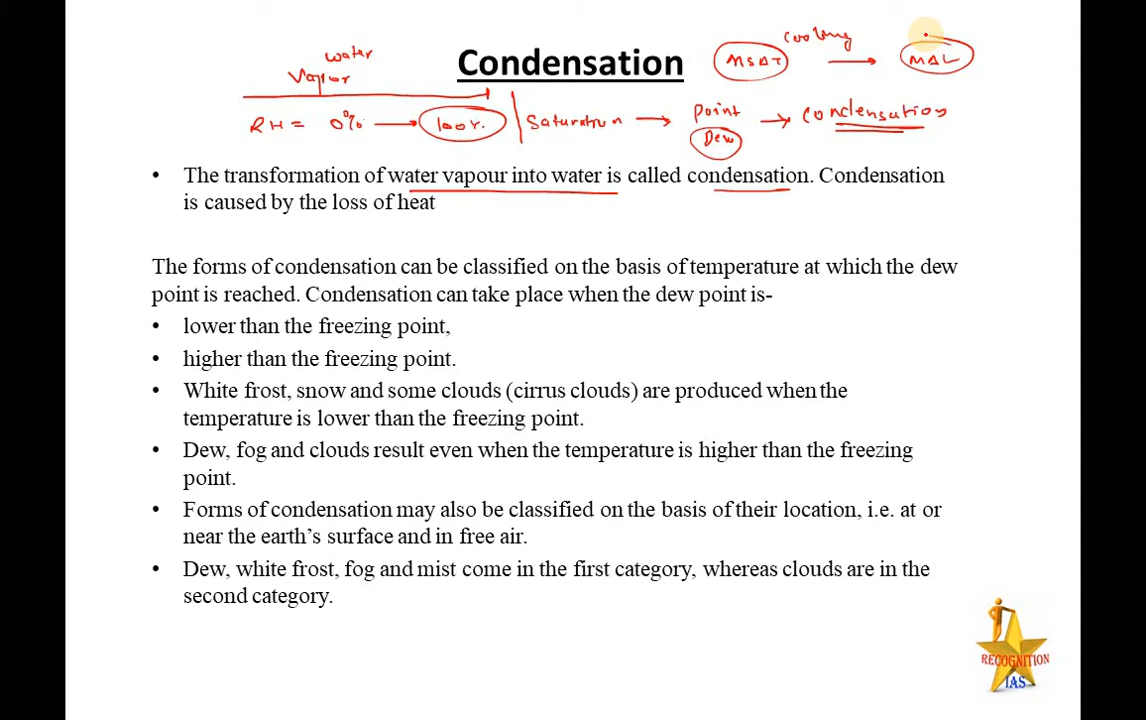 cooling
water
Condensation
MSAT
MAL
Vapour
RH = 0% 100%. Saturation point condensation
Dew
• The transformation of water vapour into water is called condensation. Condensation
is caused by the loss of heat
The forms of condensation can be classified on the basis of temperature at which the dew
point is reached. Condensation can take place when the dew point is-
• lower than the freezing point,
• higher than the freezing point.
• White frost, snow and some clouds (cirrus clouds) are produced when the
temperature is lower than the freezing point.
• Dew, fog and clouds result even when the temperature is higher than the freezing
point.
• Forms of condensation may also be classified on the basis of their location, i.e. at or
near the earth's surface and in free air.
• Dew, white frost, fog and mist come in the first category, whereas clouds are in the
second category.
RECOGNITION
IAS